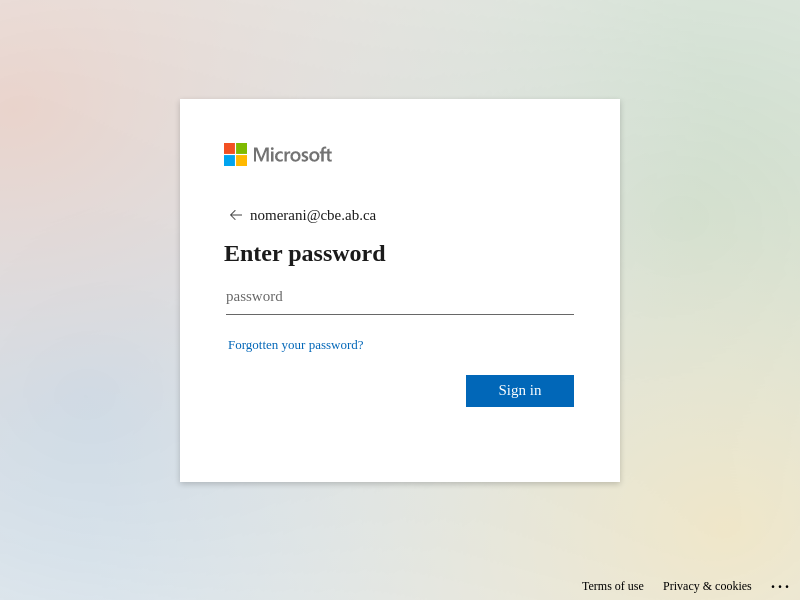 Microsoft
nomerani@cbe.ab.ca
Enter password
password
Forgotten your password?
Sign in
Terms of use Privacy & cookies ...